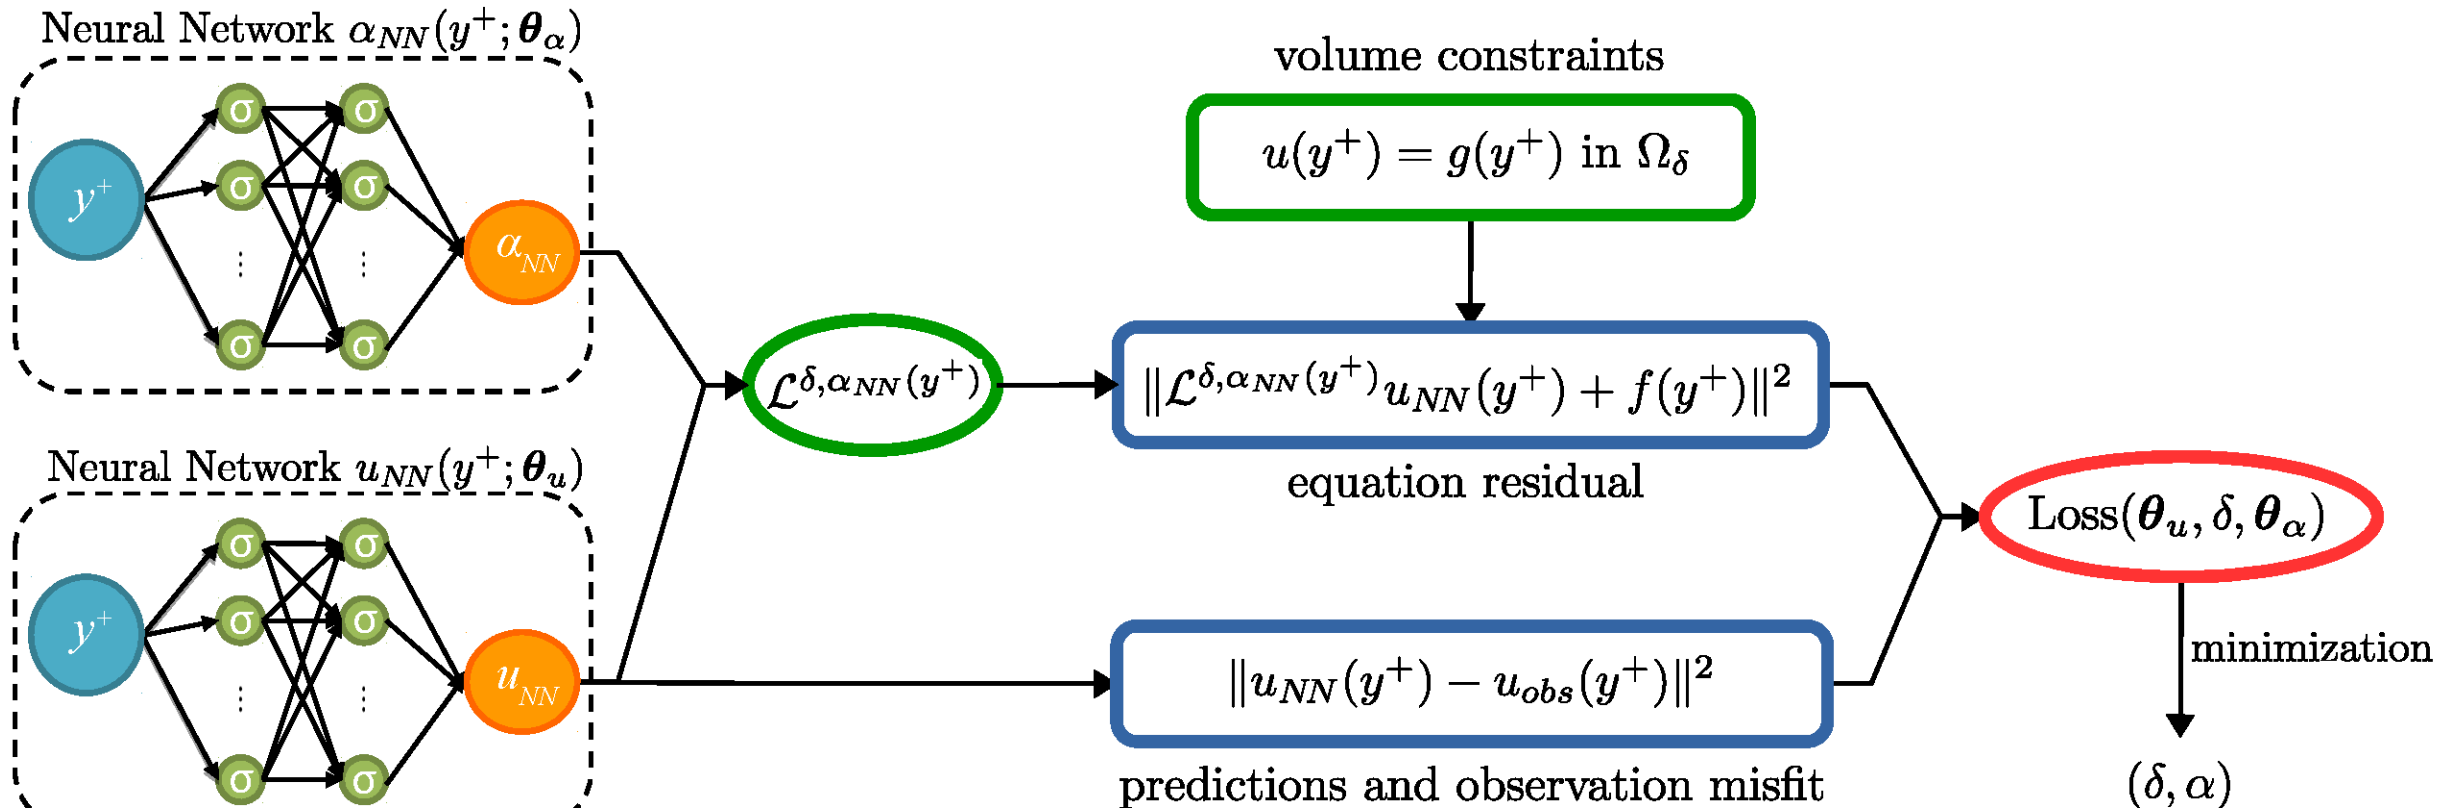 Neural Network α_NN(y⁺; θ_α)
y⁺
σ σ
σ σ
⋮ ⋮
σ σ
α_NN
Neural Network u_NN(y⁺; θ_u)
y⁺
σ σ
σ σ
⋮ ⋮
σ σ
u_NN
ℒ^{δ,α_NN(y⁺)}
volume constraints
u(y⁺) = g(y⁺) in Ω_δ
‖ℒ^{δ,α_NN(y⁺)} u_NN(y⁺) + f(y⁺)‖²
equation residual
‖u_NN(y⁺) − u_obs(y⁺)‖²
predictions and observation misfit
Loss(θ_u, δ, θ_α)
minimization
(δ, α)